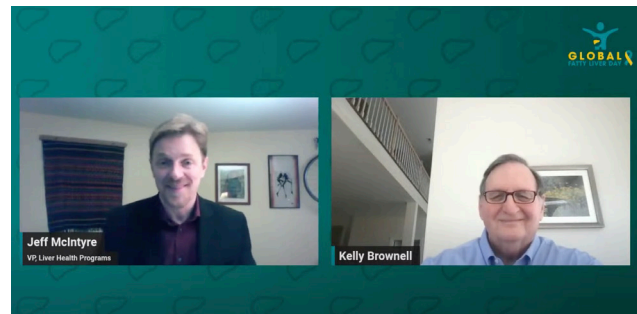 GLOBAL
FATTY LIVER DAY
Jeff McIntyre
VP, Liver Health Programs
Kelly Brownell